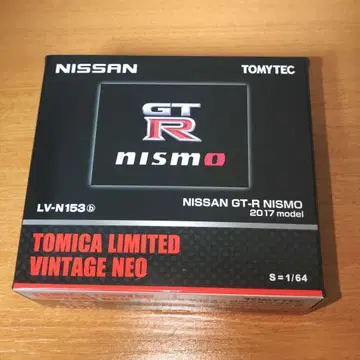 NISSAN TOMYTEC
GT
R
nismo
LV-N153ⓑ NISSAN GT-R NISMO
2017 model
TOMICA LIMITED
VINTAGE NEO
S=1/64